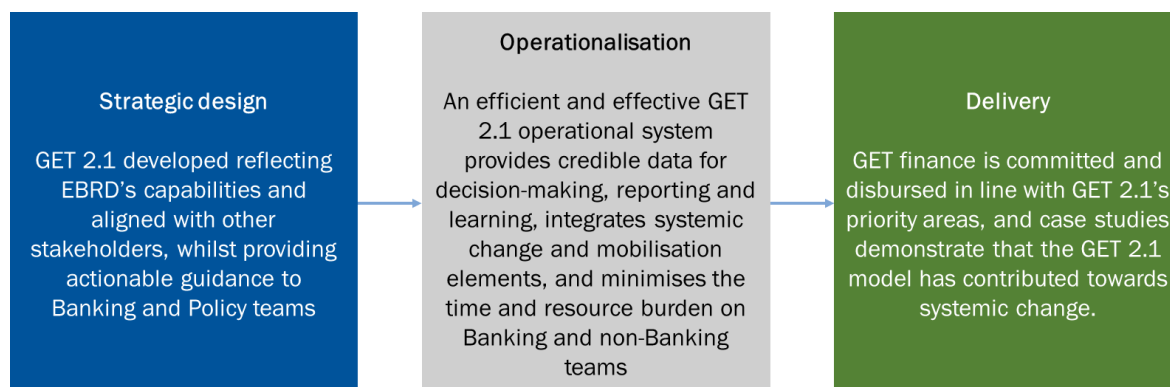 Strategic design
GET 2.1 developed reflecting
EBRD's capabilities and
aligned with other
stakeholders, whilst providing
actionable guidance to
Banking and Policy teams
Operationalisation
An efficient and effective GET
2.1 operational system
provides credible data for
decision-making, reporting and
learning, integrates systemic
change and mobilisation
elements, and minimises the
time and resource burden on
Banking and non-Banking
teams
Delivery
GET finance is committed and
disbursed in line with GET 2.1's
priority areas, and case studies
demonstrate that the GET 2.1
model has contributed towards
systemic change.